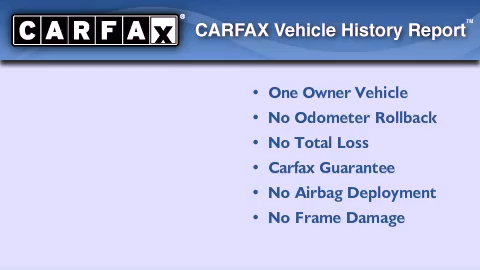 CARFAX® CARFAX Vehicle History Report™
• One Owner Vehicle
• No Odometer Rollback
• No Total Loss
• Carfax Guarantee
• No Airbag Deployment
• No Frame Damage